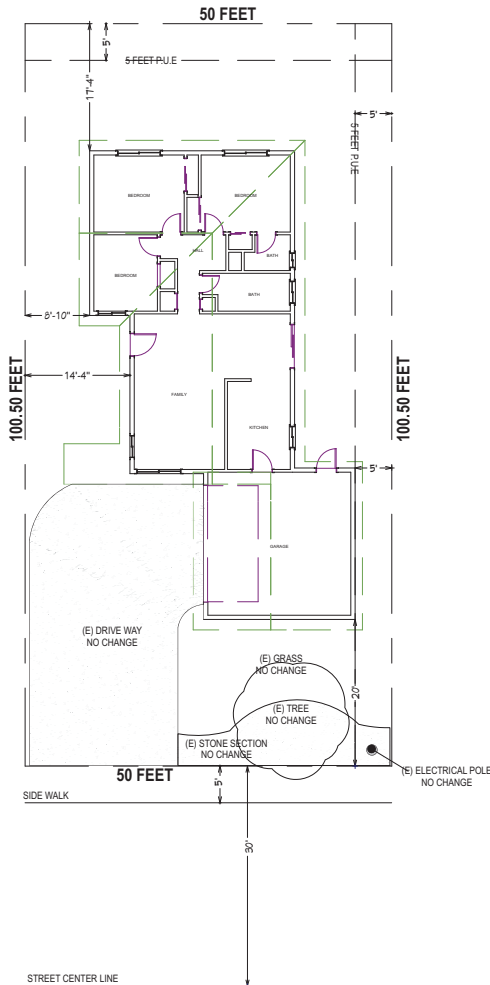 50 FEET
5'
5 FEET P.U.E
17'-4"
5'
5 FEET P.U.E
BEDROOM
BEDROOM
HALL
BATH
BEDROOM
BATH
8'-10"
14'-4"
100.50 FEET
100.50 FEET
FAMILY
KITCHEN
5'
GARAGE
(E) DRIVE WAY
NO CHANGE
(E) GRASS
NO CHANGE
20'
(E) TREE
NO CHANGE
(E) STONE SECTION
NO CHANGE
(E) ELECTRICAL POLE
NO CHANGE
50 FEET
5'
SIDE WALK
30'
STREET CENTER LINE